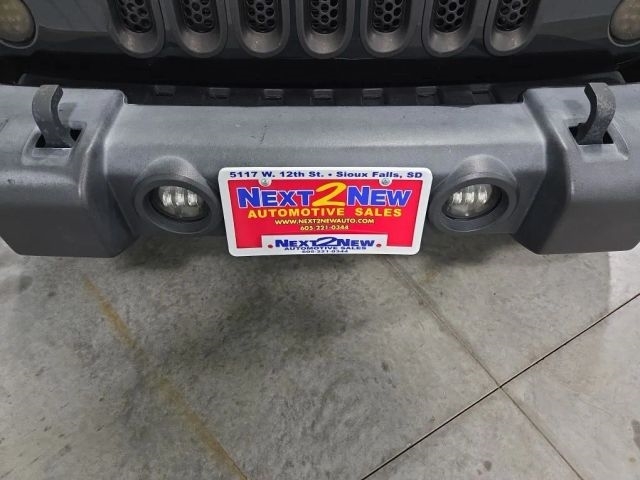 5117 W. 12th St. • Sioux Falls, SD
NEXT2NEW
AUTOMOTIVE SALES
WWW.NEXT2NEWAUTO.COM
605-221-0344
NEXT2NEW
AUTOMOTIVE SALES
605-221-0344